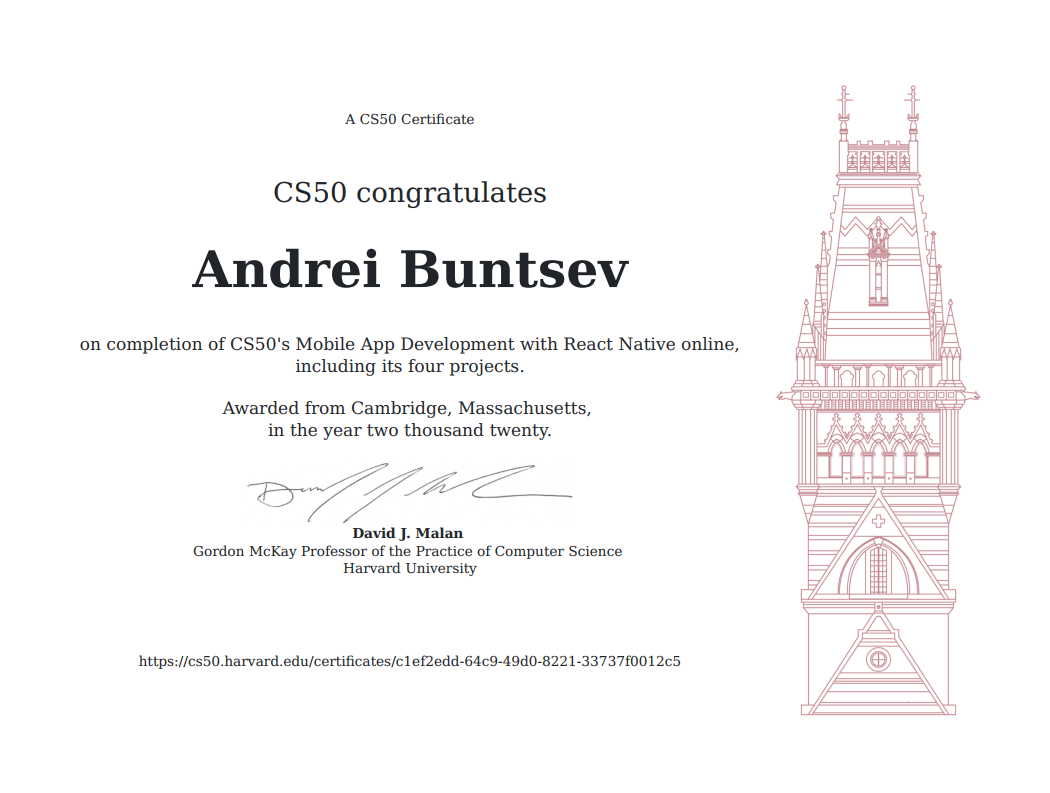 A CS50 Certificate
CS50 congratulates
Andrei Buntsev
on completion of CS50's Mobile App Development with React Native online,
including its four projects.
Awarded from Cambridge, Massachusetts,
in the year two thousand twenty.
David J. Malan
Gordon McKay Professor of the Practice of Computer Science
Harvard University
https://cs50.harvard.edu/certificates/c1ef2edd-64c9-49d0-8221-33737f0012c5